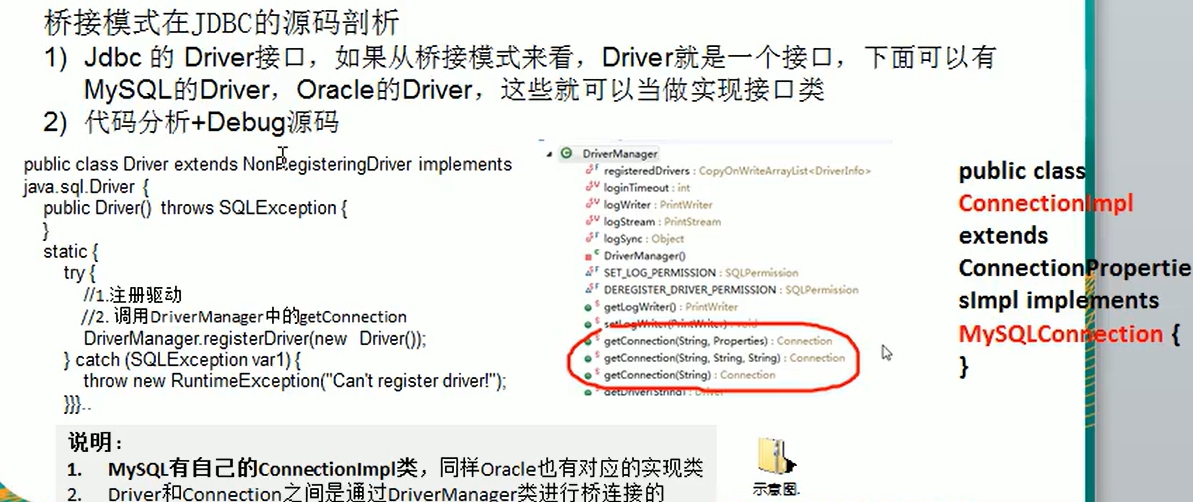 桥接模式在JDBC的源码剖析
1) Jdbc 的 Driver接口，如果从桥接模式来看，Driver就是一个接口，下面可以有
MySQL的Driver，Oracle的Driver，这些就可以当做实现接口类
2) 代码分析+Debug源码
public class Driver extends NonRegisteringDriver implements
java.sql.Driver {
public Driver() throws SQLException {
}
static {
try {
//1.注册驱动
//2. 调用DriverManager中的getConnection
DriverManager.registerDriver(new Driver());
} catch (SQLException var1) {
throw new RuntimeException("Can't register driver!");
}}}..
DriverManager
registeredDrivers : CopyOnWriteArrayList<DriverInfo>
loginTimeout : int
logWriter : PrintWriter
logStream : PrintStream
logSync : Object
DriverManager()
SET_LOG_PERMISSION : SQLPermission
DEREGISTER_DRIVER_PERMISSION : SQLPermission
getLogWriter() : PrintWriter
setLogWriter(PrintWriter) : void
getConnection(String, Properties) : Connection
getConnection(String, String, String) : Connection
getConnection(String) : Connection
getDriver(String) : Driver
public class
ConnectionImpl
extends
ConnectionPropertie
sImpl implements
MySQLConnection {
}
说明：
1. MySQL有自己的ConnectionImpl类，同样Oracle也有对应的实现类
2. Driver和Connection之间是通过DriverManager类进行桥连接的
示意图.